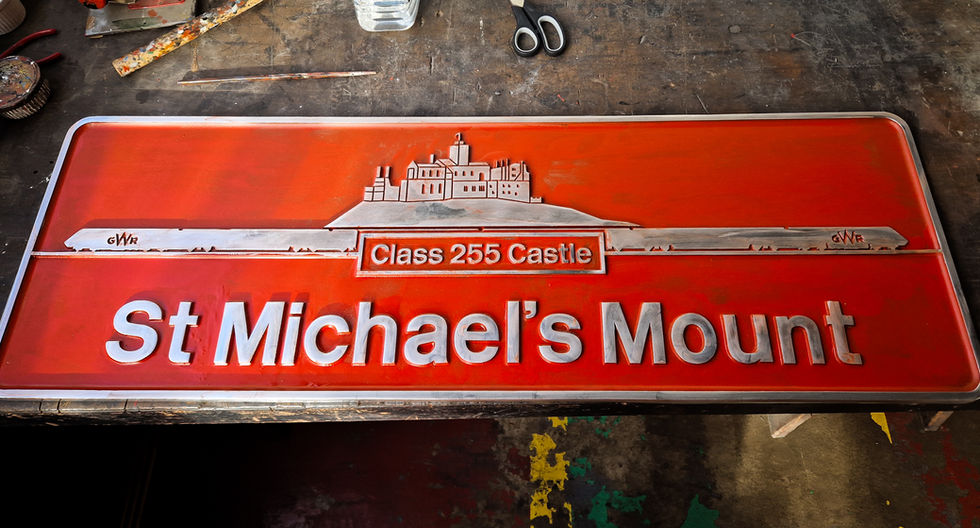 GWR GWR
Class 255 Castle
St Michael's Mount